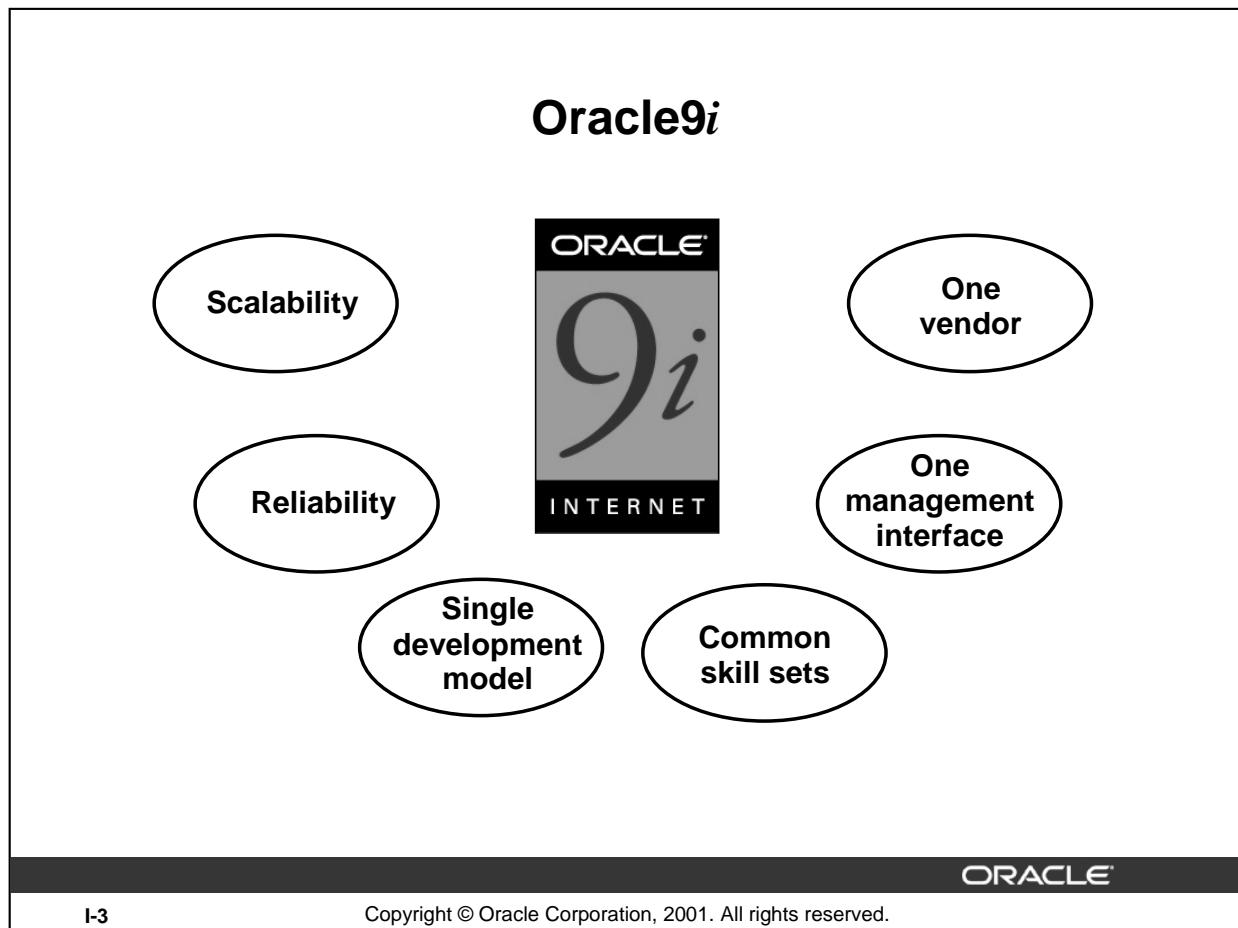 Oracle9i
ORACLE®
9i
INTERNET
Scalability
One
vendor
Reliability
One
management
interface
Single
development
model
Common
skill sets
ORACLE®
I-3
Copyright © Oracle Corporation, 2001. All rights reserved.